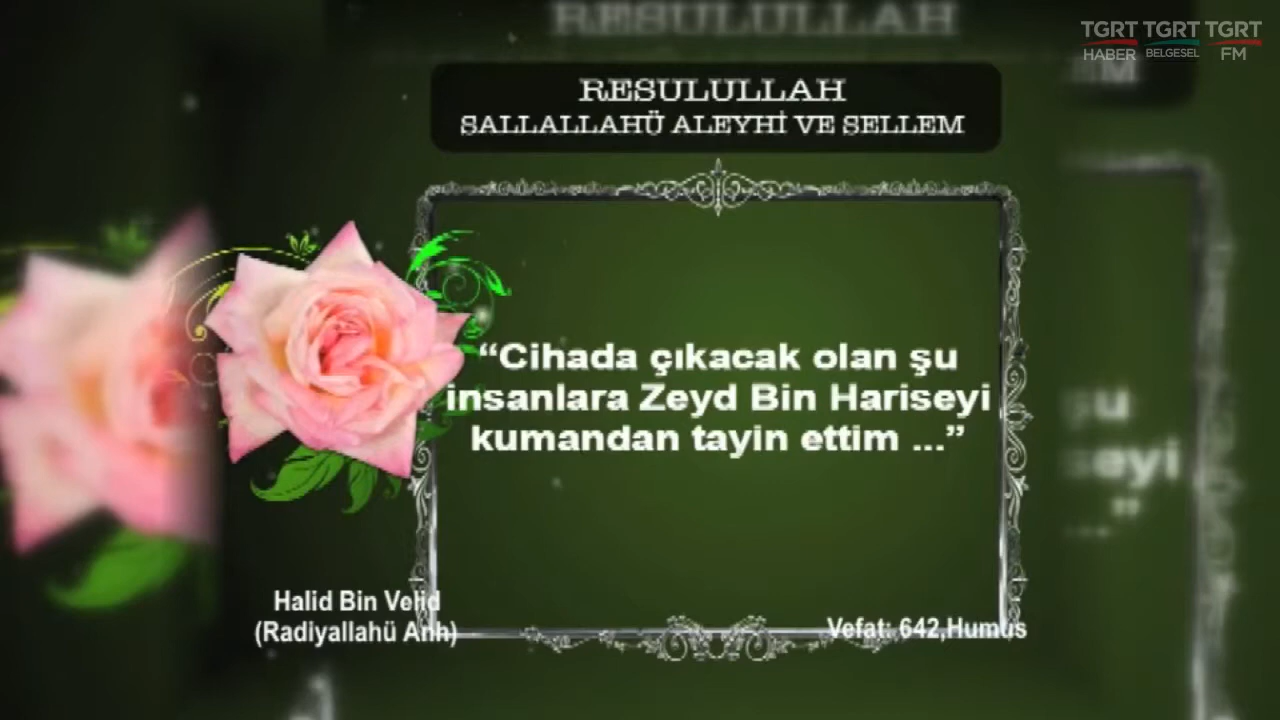 RESULULLAH
TGRT TGRT TGRT
HABER BELGESEL FM
RESULULLAH
SALLALLAHÜ ALEYHİ VE SELLEM
“Cihada çıkacak olan şu
insanlara Zeyd Bin Hariseyi
kumandan tayin ettim ...”
şu
seyi
...”
Halid Bin Velid
(Radiyallahü Anh)
Vefat: 642,Humus